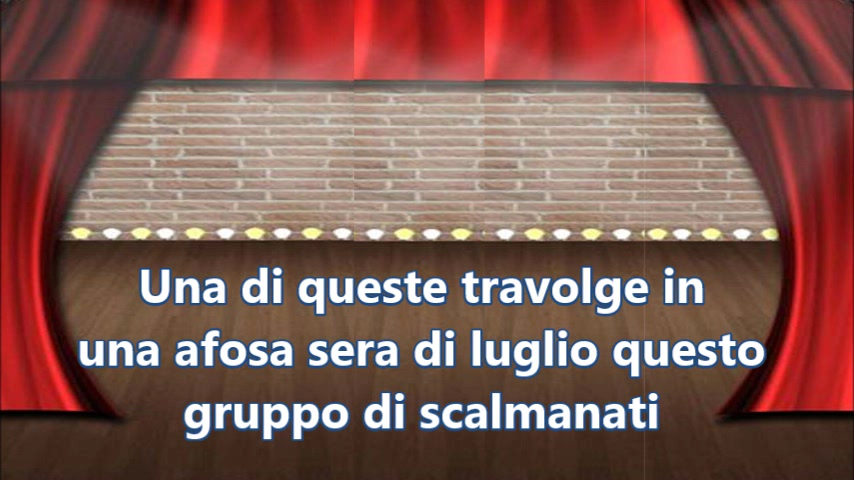 Una di queste travolge in
una afosa sera di luglio questo
gruppo di scalmanati